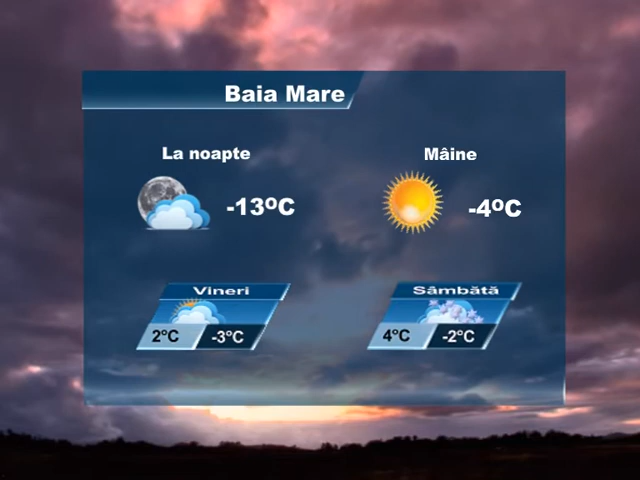 Baia Mare
La noapte
Mâine
-13ºC
-4ºC
Vineri
Sâmbătă
2ºC
-3ºC
4ºC
-2ºC